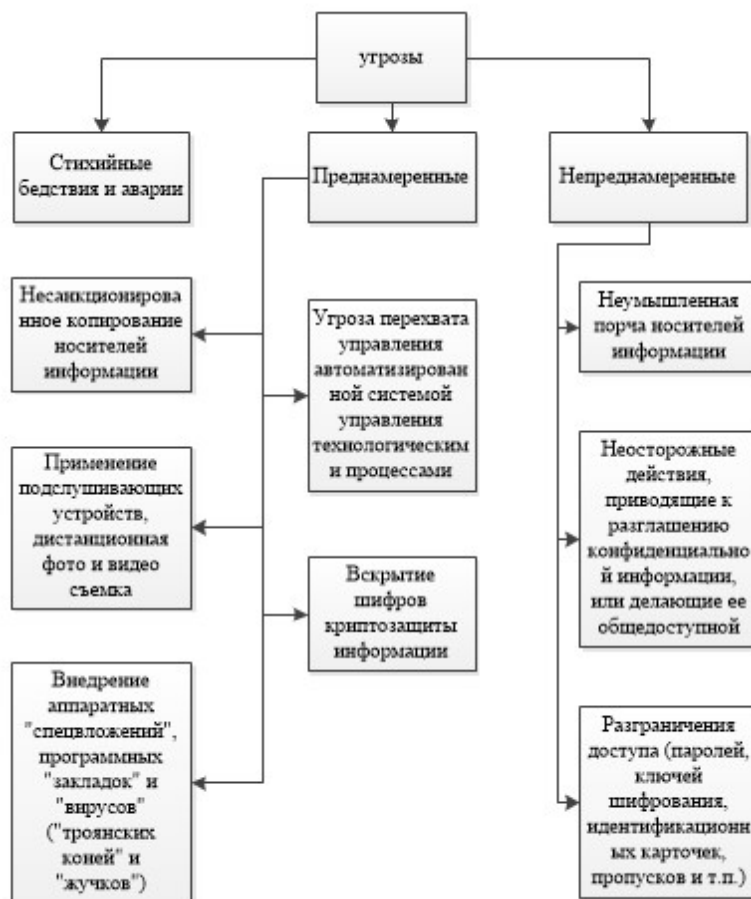 угрозы
Стихийные
бедствия и аварии
Преднамеренные
Непреднамеренные
Несанкционирова
нное копирование
носителей
информации
Угроза перехвата
управления
автоматизирован
ной системой
управления
технологическим
и процессами
Неумышленная
порча носителей
информации
Применение
подслушивающих
устройств,
дистанционная
фото и видео
съемка
Неосторожные
действия,
приводящие к
разглашению
конфиденциально
й информации,
или делающие ее
общедоступной
Вскрытие
шифров
криптозащиты
информации
Внедрение
аппаратных
"спецвложений",
программных
"закладок" и
"вирусов"
("троянских
коней" и
"жучков")
Разграничения
доступа (паролей,
ключей
шифрования,
идентификационн
ых карточек,
пропусков и т.п.)